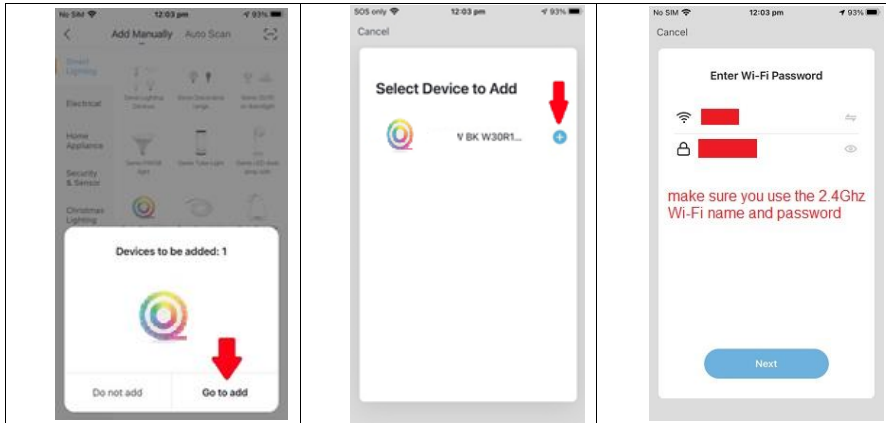 No SIM 12:03 pm 93%
Add Manually Auto Scan
Smart
Lighting
Electrical
Home
Appliance
Security
& Sensor
Christmas
Lighting
Devices to be added: 1
Do not add Go to add
SOS only 12:03 pm 93%
Cancel
Select Device to Add
BK W30R1...
No SIM 12:03 pm 93%
Cancel
Enter Wi-Fi Password
make sure you use the 2.4Ghz
Wi-Fi name and password
Next